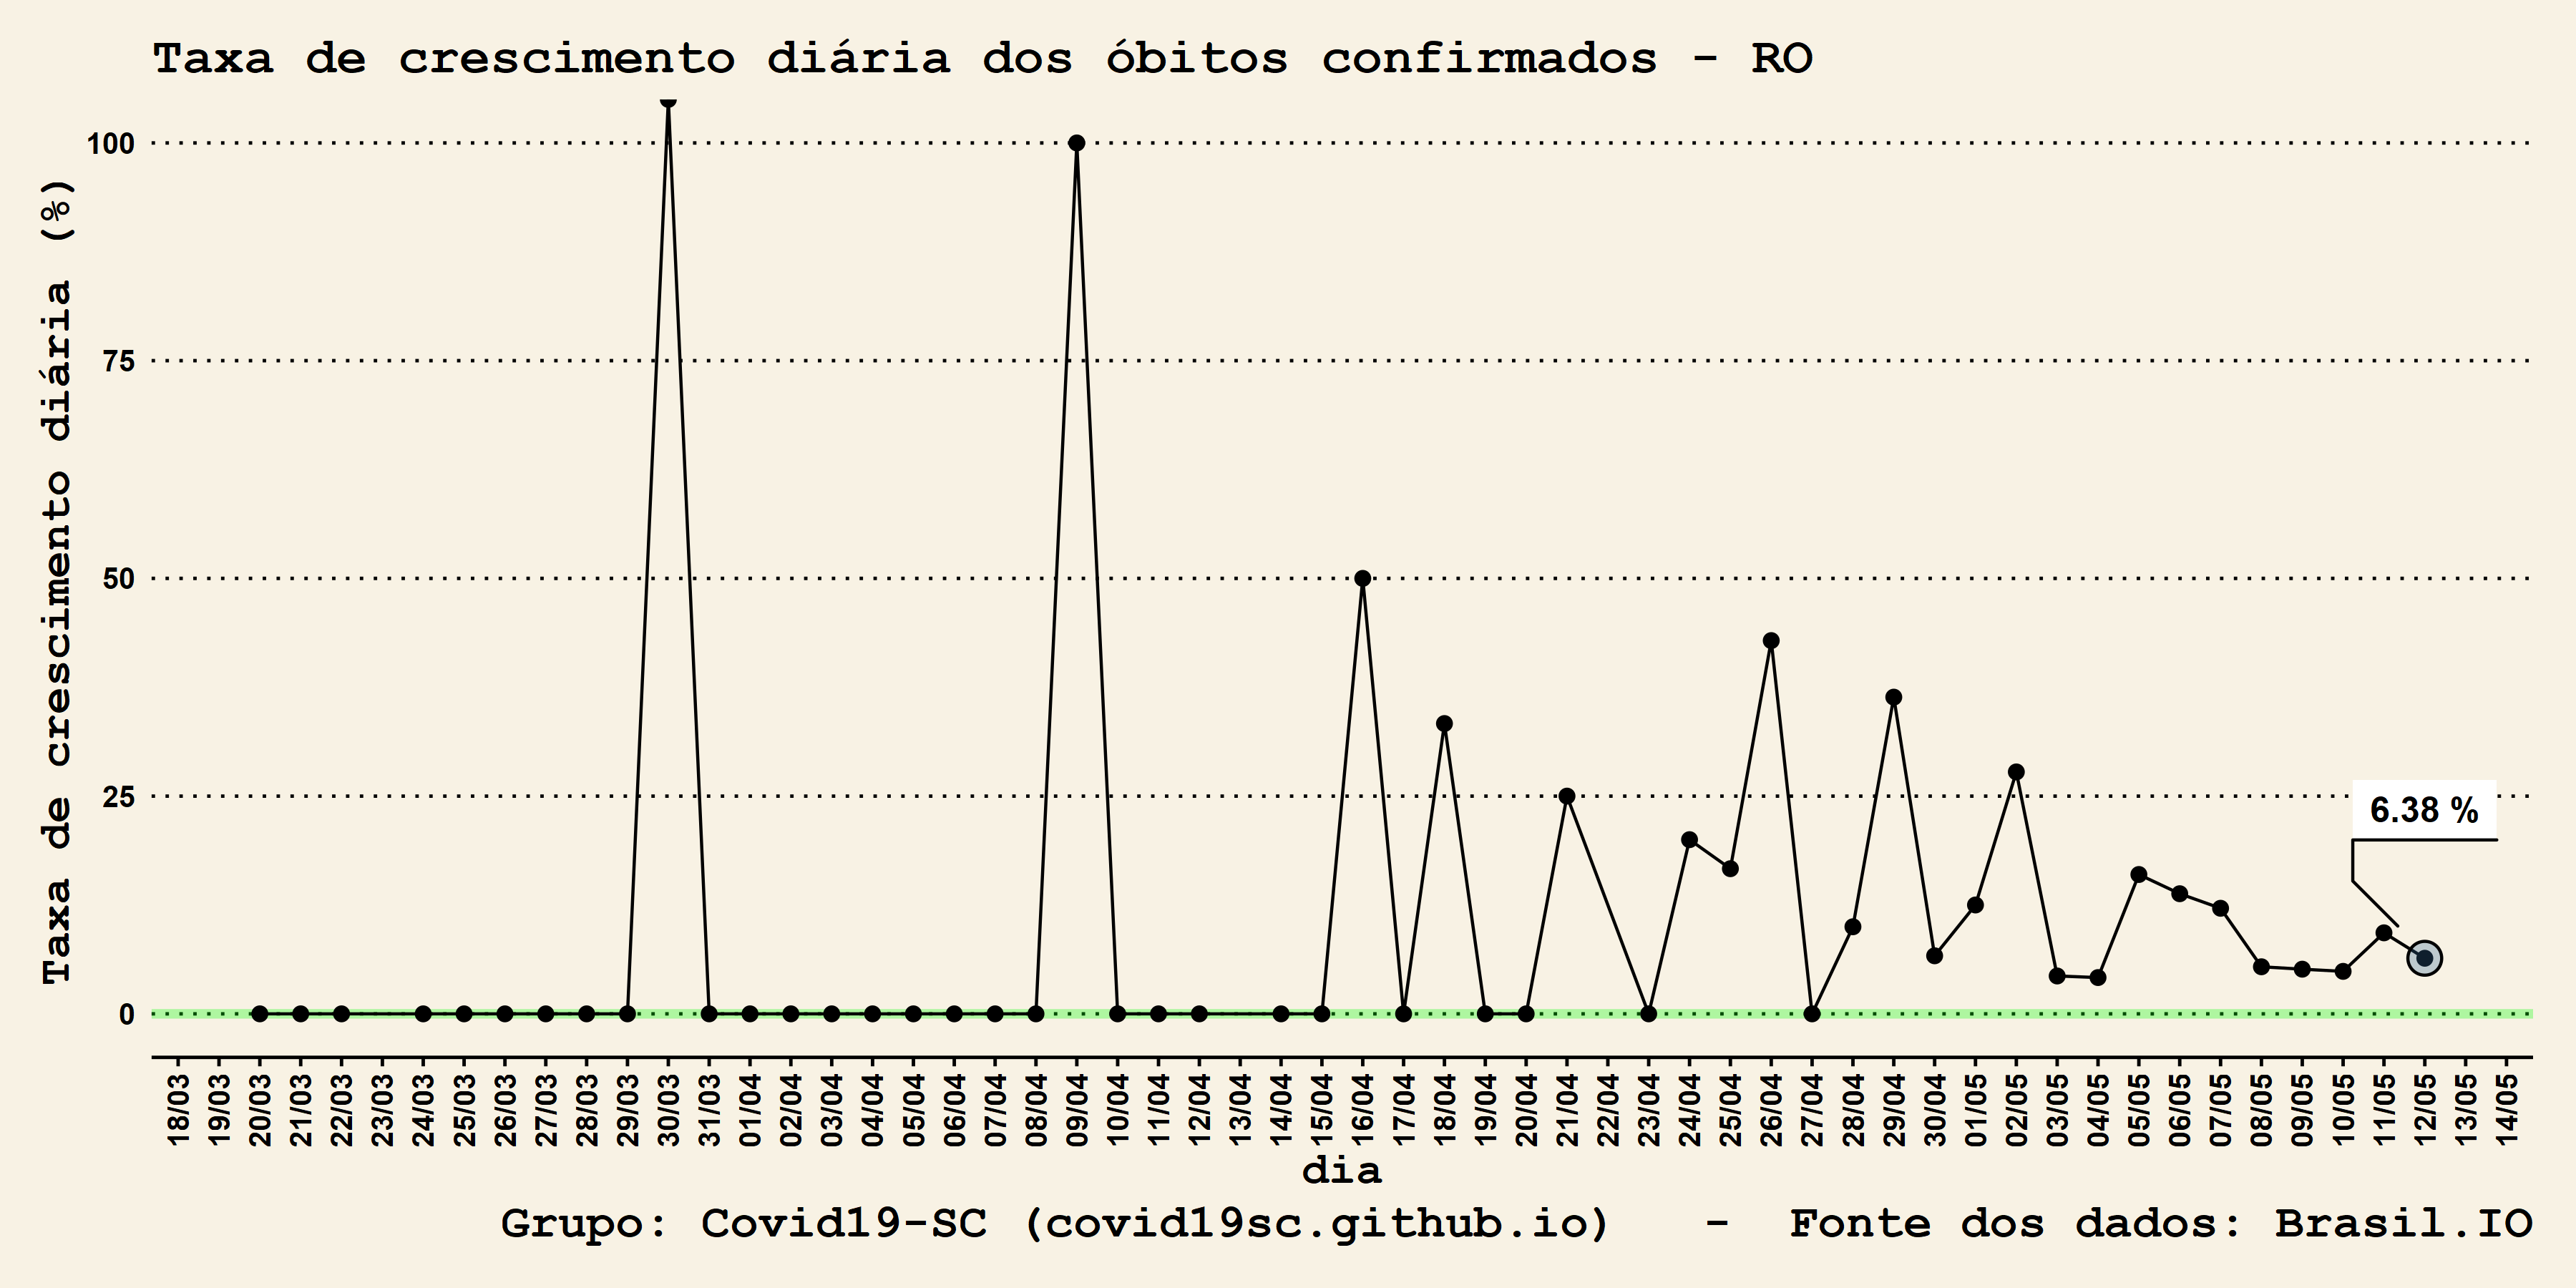 Taxa de crescimento diária dos óbitos confirmados - RO
Taxa de crescimento diária (%)
100
75
50
25
0
6.38 %
18/03 19/03 20/03 21/03 22/03 23/03 24/03 25/03 26/03 27/03 28/03 29/03 30/03 31/03 01/04 02/04 03/04 04/04 05/04 06/04 07/04 08/04 09/04 10/04 11/04 12/04 13/04 14/04 15/04 16/04 17/04 18/04 19/04 20/04 21/04 22/04 23/04 24/04 25/04 26/04 27/04 28/04 29/04 30/04 01/05 02/05 03/05 04/05 05/05 06/05 07/05 08/05 09/05 10/05 11/05 12/05 13/05 14/05
dia
Grupo: Covid19-SC (covid19sc.github.io) - Fonte dos dados: Brasil.IO